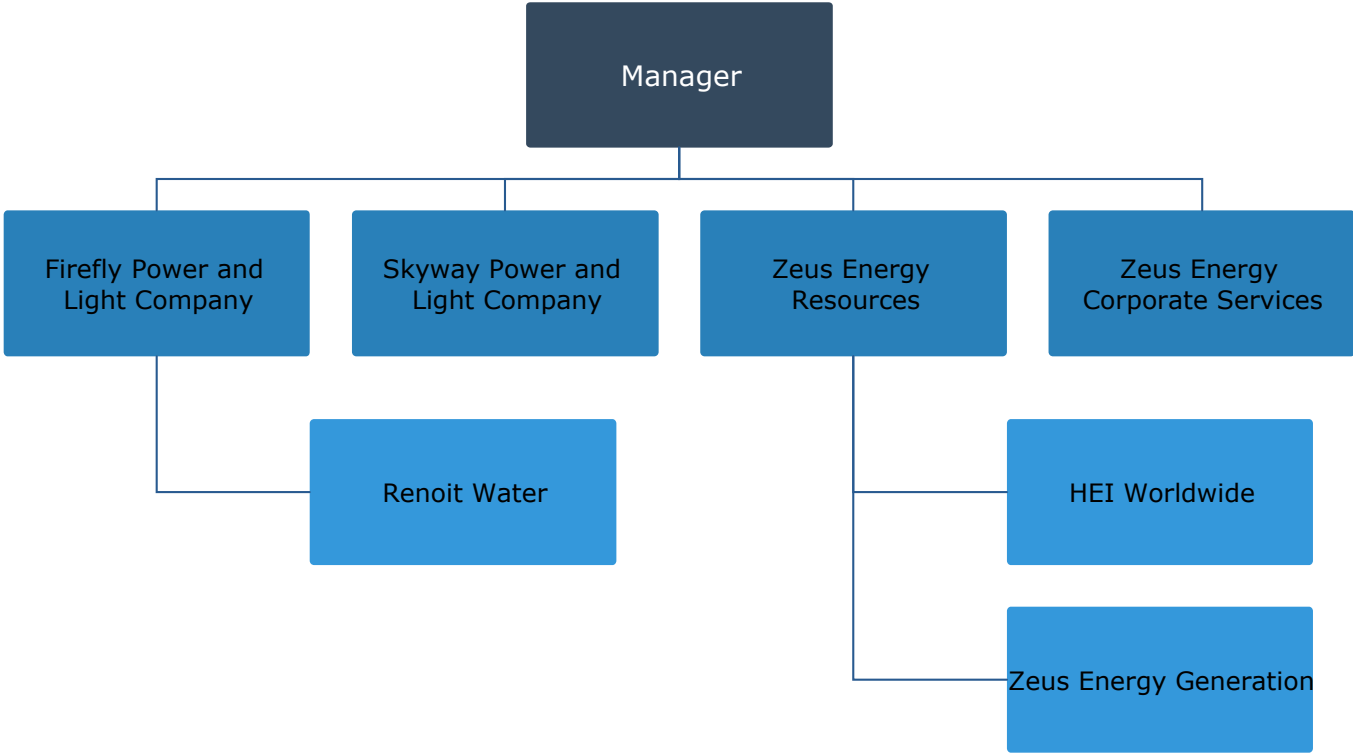 Manager
Firefly Power and
Light Company
Skyway Power and
Light Company
Zeus Energy
Resources
Zeus Energy
Corporate Services
Renoit Water
HEI Worldwide
Zeus Energy Generation